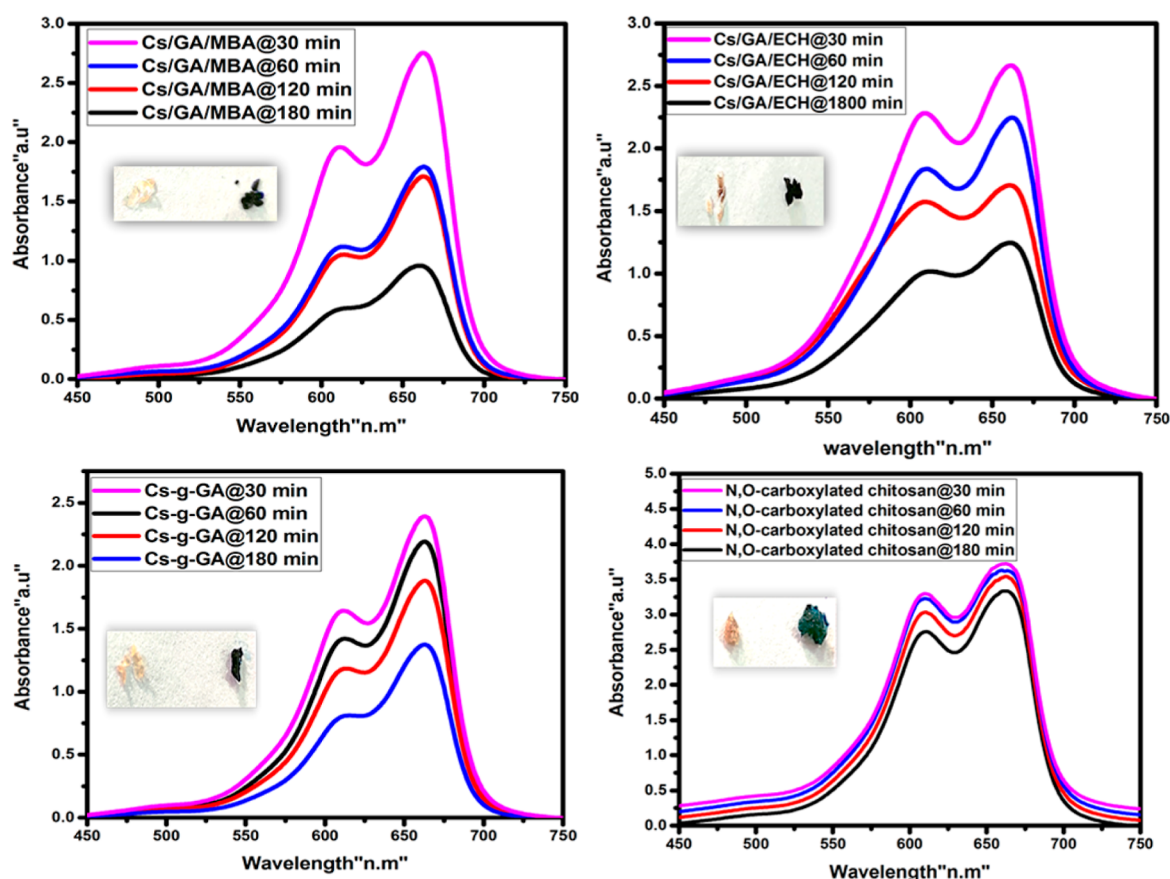 Cs/GA/MBA@30 min
Cs/GA/MBA@60 min
Cs/GA/MBA@120 min
Cs/GA/MBA@180 min
3.0
2.5
2.0
1.5
1.0
0.5
0.0
Absorbance"a.u"
450 500 550 600 650 700 750
Wavelength"n.m"
Cs/GA/ECH@30 min
Cs/GA/ECH@60 min
Cs/GA/ECH@120 min
Cs/GA/ECH@1800 min
3.0
2.5
2.0
1.5
1.0
0.5
0.0
Absorbance"a.u"
450 500 550 600 650 700 750
wavelength"n.m"
Cs-g-GA@30 min
Cs-g-GA@60 min
Cs-g-GA@120 min
Cs-g-GA@180 min
2.5
2.0
1.5
1.0
0.5
0.0
Absorbance"a.u"
450 500 550 600 650 700 750
Wavelength"n.m"
N,O-carboxylated chitosan@30 min
N,O-carboxylated chitosan@60 min
N,O-carboxylated chitosan@120 min
N,O-carboxylated chitosan@180 min
5.0
4.5
4.0
3.5
3.0
2.5
2.0
1.5
1.0
0.5
0.0
Absorbance"a.u"
450 500 550 600 650 700 750
Wavelength"n.m"